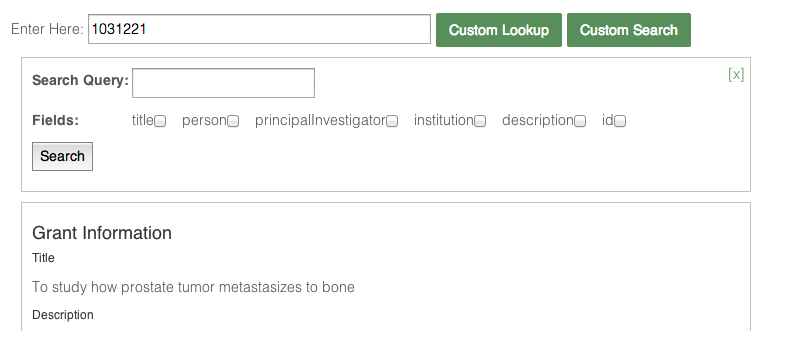 Enter Here: 1031221 Custom Lookup Custom Search
Search Query: [x]
Fields: title person principalInvestigator institution description id
Search
Grant Information
Title
To study how prostate tumor metastasizes to bone
Description